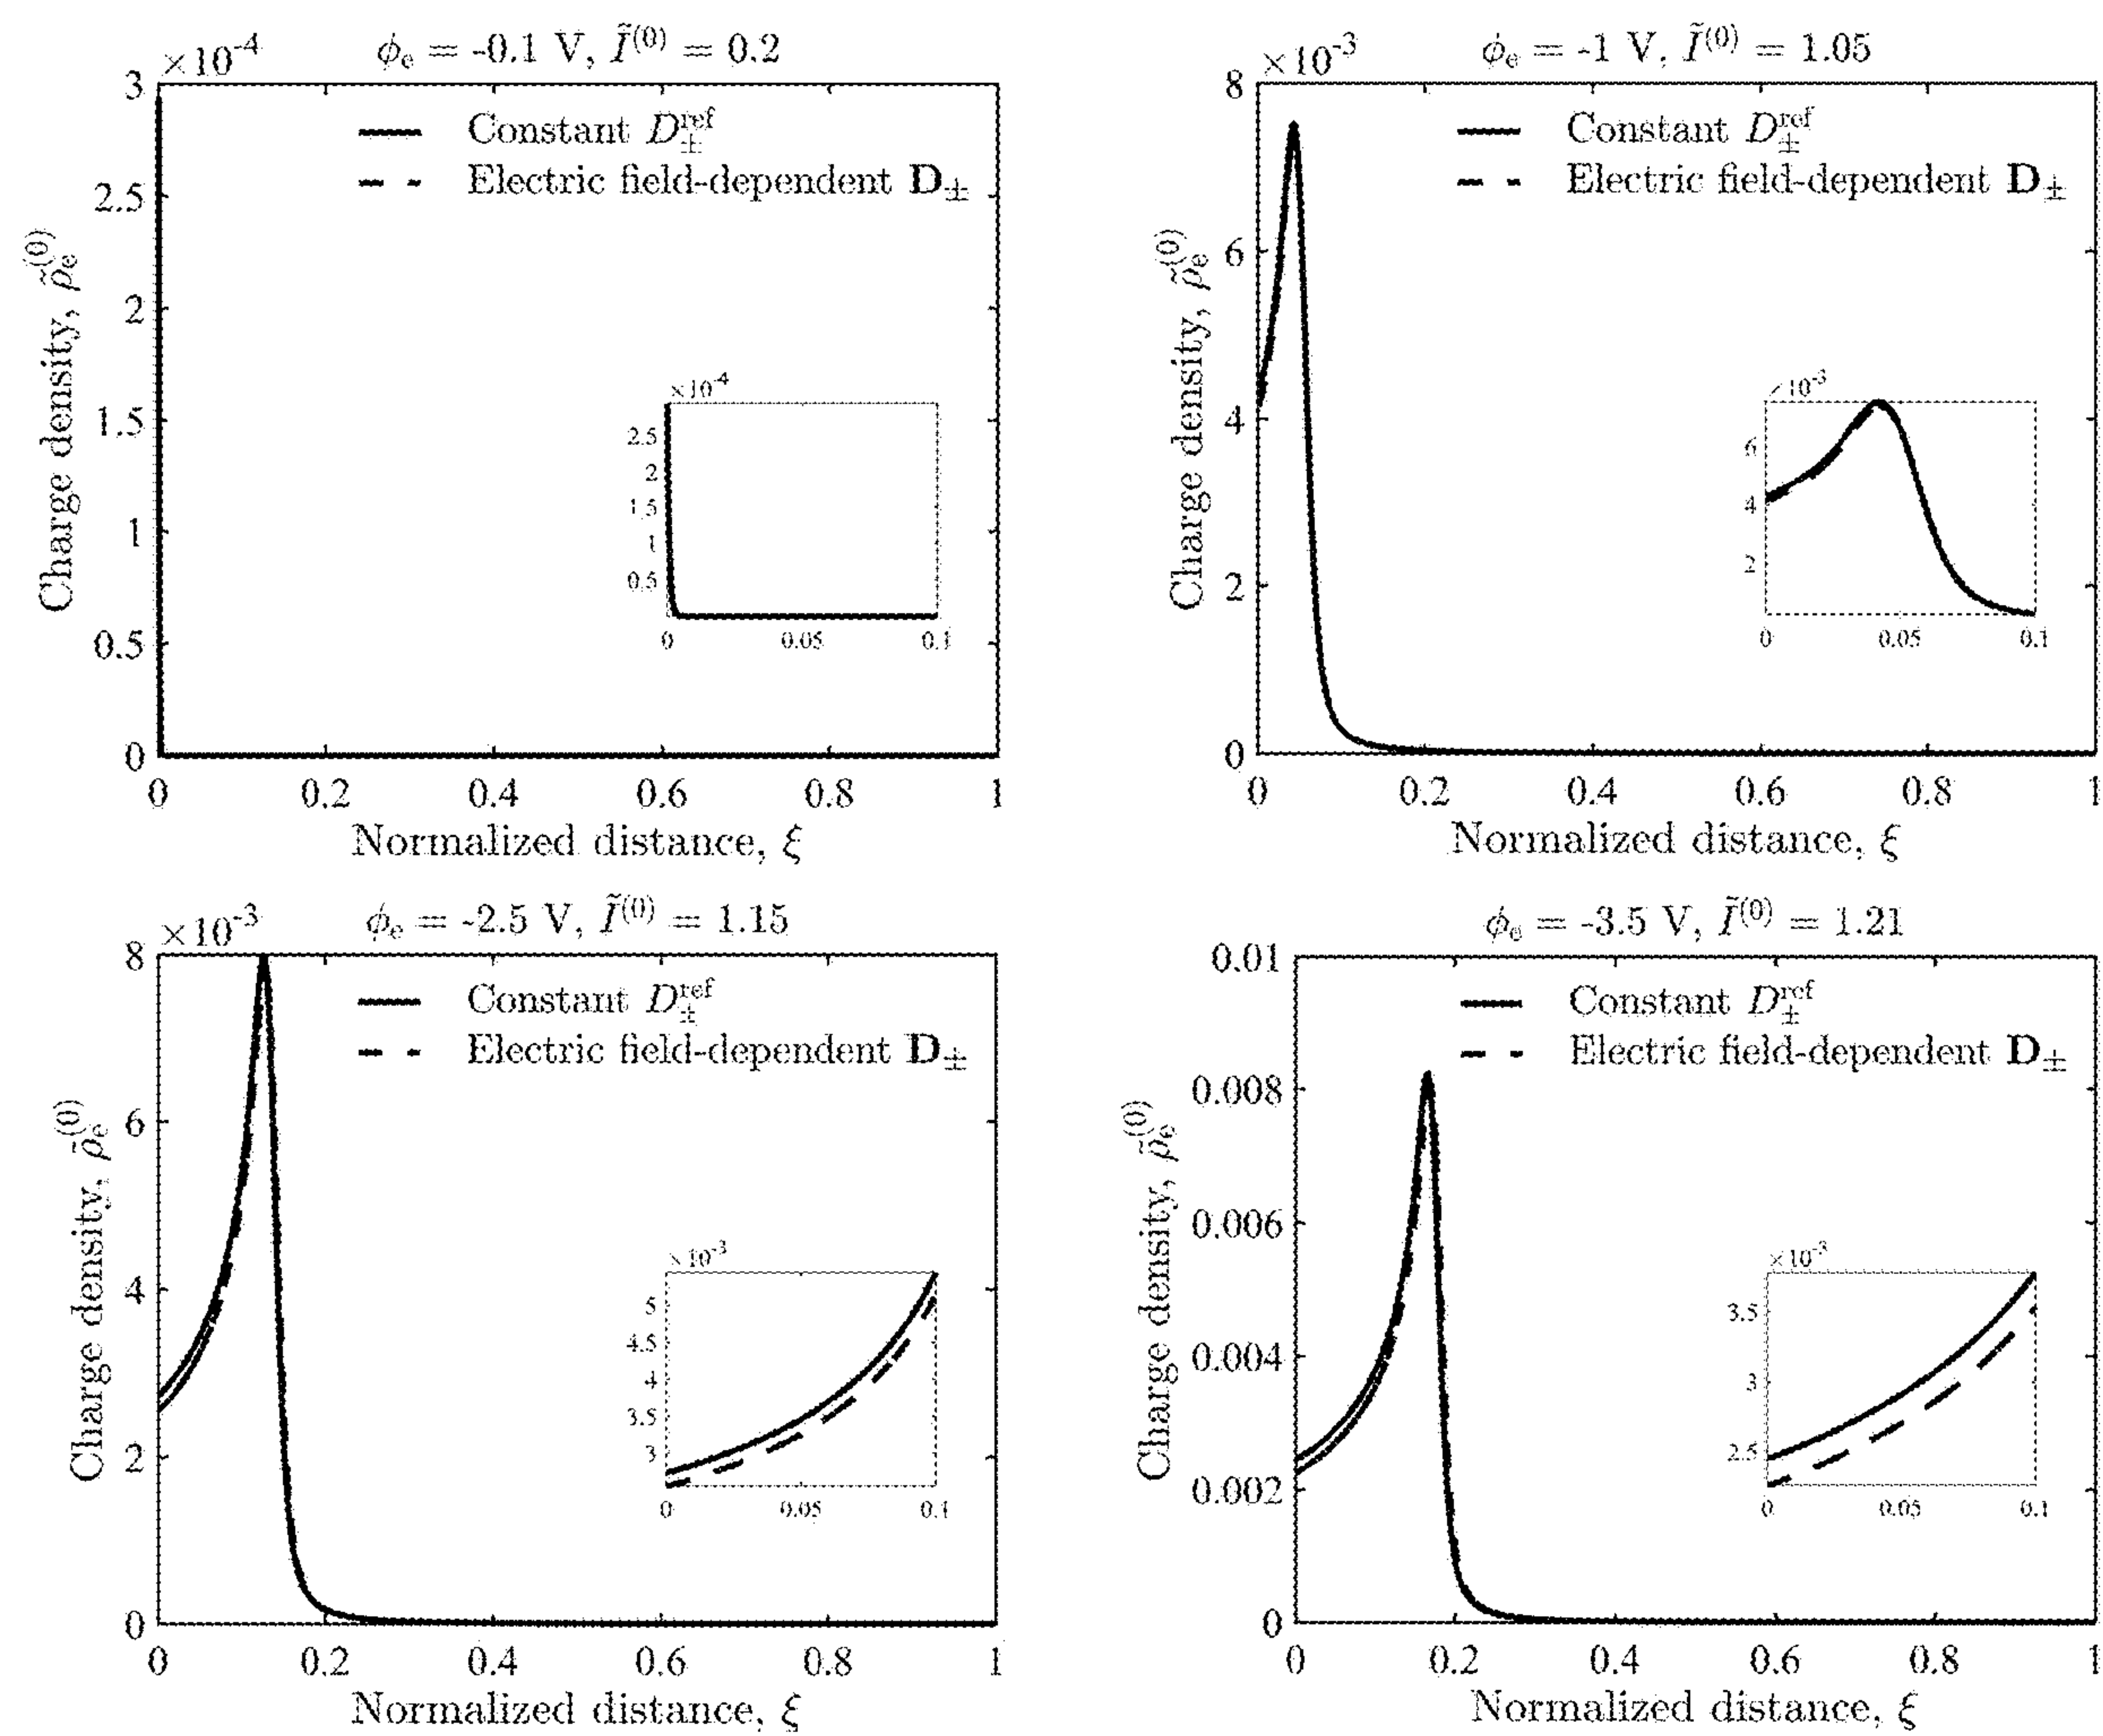 ×10⁻⁴
ϕₑ = -0.1 V, Ĩ⁽⁰⁾ = 0.2
3
2.5
2
1.5
1
0.5
0
Charge density, ρ̃ₑ⁽⁰⁾
Constant D±ʳᵉᶠ
Electric field-dependent D±
×10⁻⁴
2.5
2
1.5
1
0.5
0 0.05 0.1
0 0.2 0.4 0.6 0.8 1
Normalized distance, ξ
×10⁻³
ϕₑ = -1 V, Ĩ⁽⁰⁾ = 1.05
8
6
4
2
0
Charge density, ρ̃ₑ⁽⁰⁾
Constant D±ʳᵉᶠ
Electric field-dependent D±
×10⁻³
6
4
2
0 0.05 0.1
0 0.2 0.4 0.6 0.8 1
Normalized distance, ξ
×10⁻³
ϕₑ = -2.5 V, Ĩ⁽⁰⁾ = 1.15
8
6
4
2
0
Charge density, ρ̃ₑ⁽⁰⁾
Constant D±ʳᵉᶠ
Electric field-dependent D±
×10⁻³
5
4.5
4
3.5
3
0 0.05 0.1
0 0.2 0.4 0.6 0.8 1
Normalized distance, ξ
ϕₑ = -3.5 V, Ĩ⁽⁰⁾ = 1.21
0.01
0.008
0.006
0.004
0.002
0
Charge density, ρ̃ₑ⁽⁰⁾
Constant D±ʳᵉᶠ
Electric field-dependent D±
×10⁻³
3.5
3
2.5
0 0.05 0.1
0 0.2 0.4 0.6 0.8 1
Normalized distance, ξ